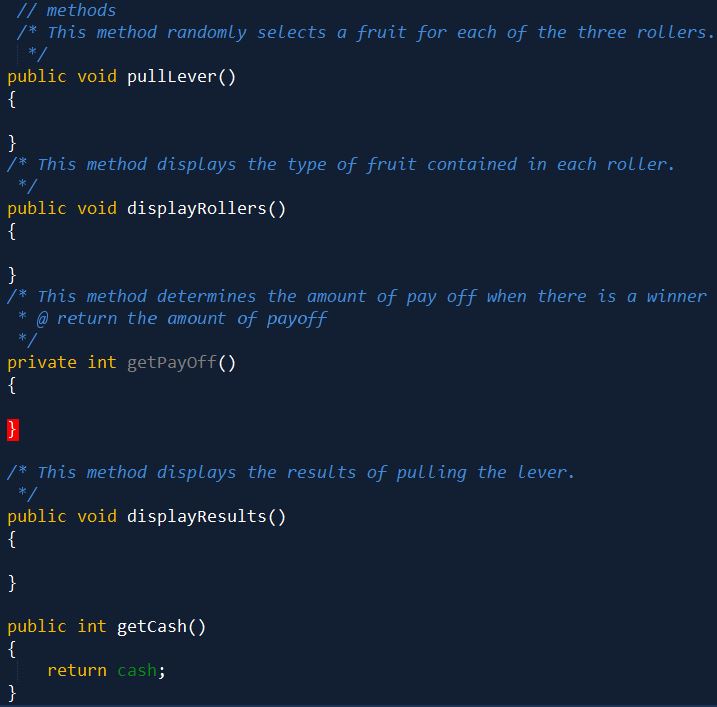 // methods
/* This method randomly selects a fruit for each of the three rollers.
*/
public void pullLever()
{
}
/* This method displays the type of fruit contained in each roller.
*/
public void displayRollers()
{
}
/* This method determines the amount of pay off when there is a winner
* @ return the amount of payoff
*/
private int getPayOff()
{
}
/* This method displays the results of pulling the lever.
*/
public void displayResults()
{
}
public int getCash()
{
return cash;
}